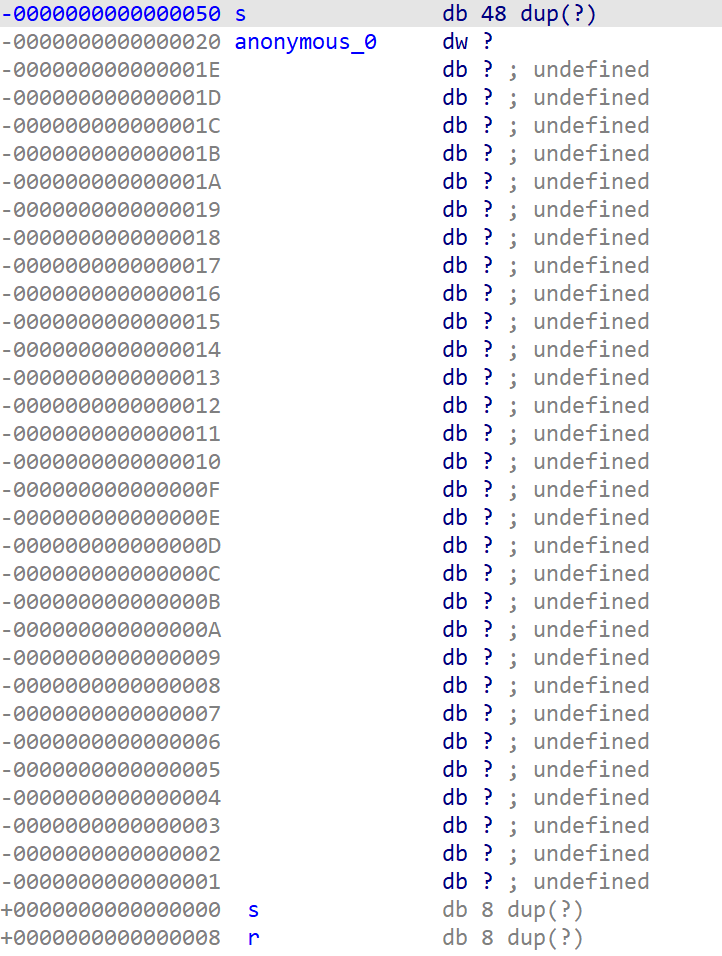 -0000000000000050 s db 48 dup(?)
-0000000000000020 anonymous_0 dw ?
-000000000000001E db ? ; undefined
-000000000000001D db ? ; undefined
-000000000000001C db ? ; undefined
-000000000000001B db ? ; undefined
-000000000000001A db ? ; undefined
-0000000000000019 db ? ; undefined
-0000000000000018 db ? ; undefined
-0000000000000017 db ? ; undefined
-0000000000000016 db ? ; undefined
-0000000000000015 db ? ; undefined
-0000000000000014 db ? ; undefined
-0000000000000013 db ? ; undefined
-0000000000000012 db ? ; undefined
-0000000000000011 db ? ; undefined
-0000000000000010 db ? ; undefined
-000000000000000F db ? ; undefined
-000000000000000E db ? ; undefined
-000000000000000D db ? ; undefined
-000000000000000C db ? ; undefined
-000000000000000B db ? ; undefined
-000000000000000A db ? ; undefined
-0000000000000009 db ? ; undefined
-0000000000000008 db ? ; undefined
-0000000000000007 db ? ; undefined
-0000000000000006 db ? ; undefined
-0000000000000005 db ? ; undefined
-0000000000000004 db ? ; undefined
-0000000000000003 db ? ; undefined
-0000000000000002 db ? ; undefined
-0000000000000001 db ? ; undefined
+0000000000000000 s db 8 dup(?)
+0000000000000008 r db 8 dup(?)